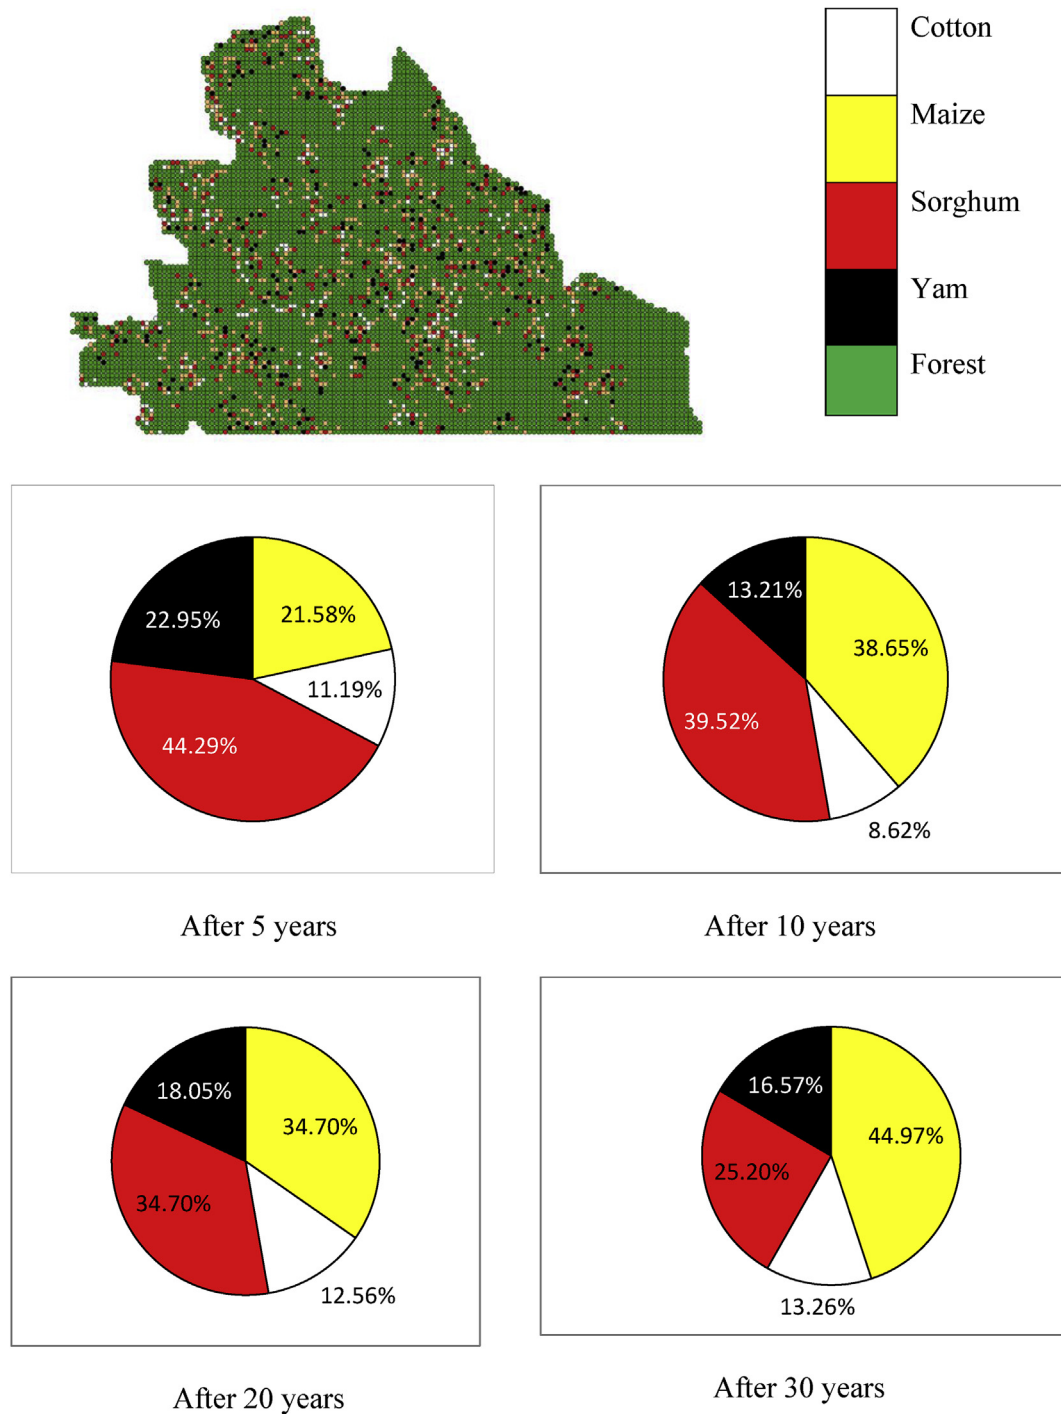 Cotton
Maize
Sorghum
Yam
Forest
22.95%
21.58%
11.19%
44.29%
13.21%
38.65%
39.52%
8.62%
After 5 years
After 10 years
18.05%
34.70%
34.70%
12.56%
16.57%
44.97%
25.20%
13.26%
After 20 years
After 30 years